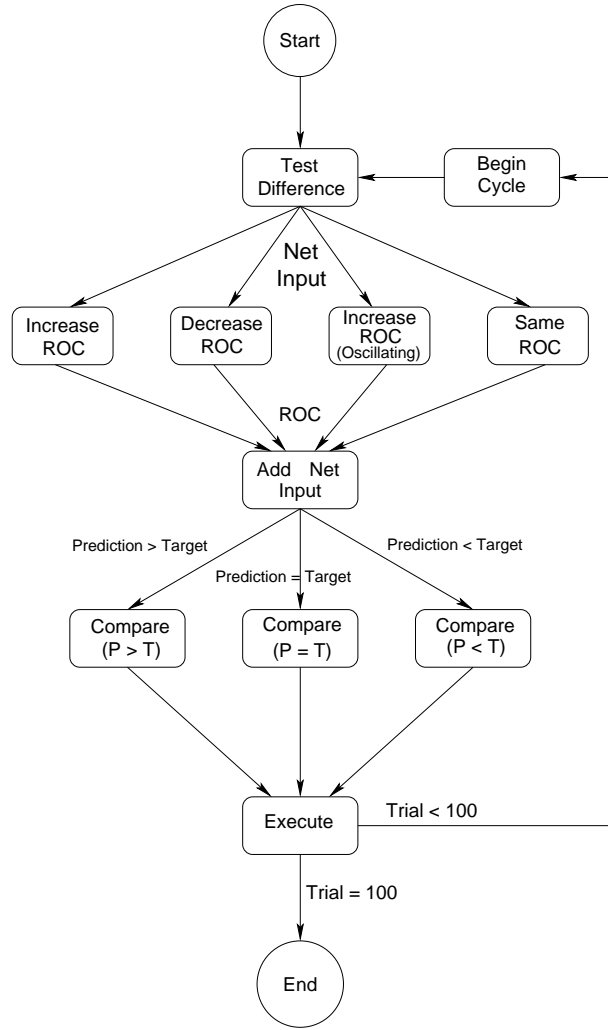 Start
Test
Difference
Begin
Cycle
Net
Input
Increase
ROC
Decrease
ROC
Increase
ROC
(Oscillating)
Same
ROC
ROC
Add Net
Input
Prediction > Target
Prediction = Target
Prediction < Target
Compare
(P > T)
Compare
(P = T)
Compare
(P < T)
Execute
Trial < 100
Trial = 100
End